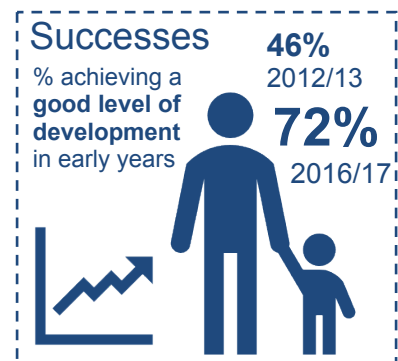 Successes
% achieving a
good level of
development
in early years
46%
2012/13
72%
2016/17